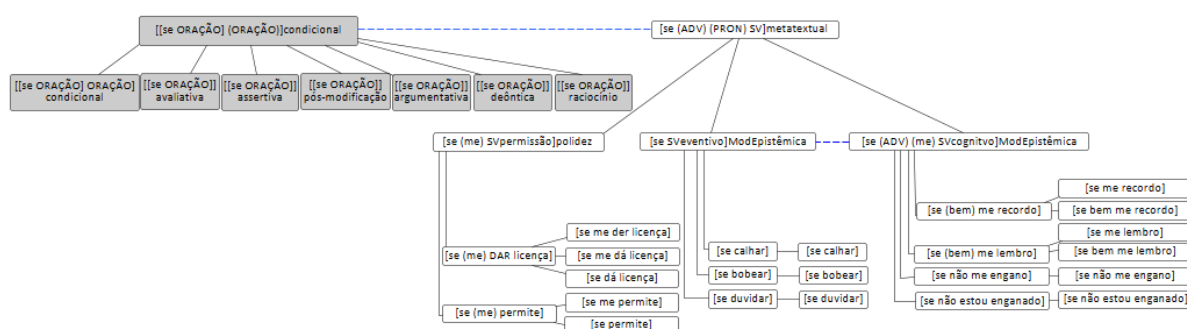 [[se ORAÇÃO] (ORAÇÃO)]condicional
[se (ADV) (PRON) SV]metatextual
[[se ORAÇÃO] ORAÇÃO]
condicional
[[se ORAÇÃO]]
avaliativa
[[se ORAÇÃO]]
assertiva
[[se ORAÇÃO]]
pós-modificação
[[se ORAÇÃO]]
argumentativa
[[se ORAÇÃO]]
deôntica
[[se ORAÇÃO]]
raciocínio
[se (me) SVpermissão]polidez
[se SVeventivo]ModEpistêmica
[se (ADV) (me) SVcognitvo]ModEpistêmica
[se (me) DAR licença]
[se me der licença]
[se me dá licença]
[se dá licença]
[se (me) permite]
[se me permite]
[se permite]
[se calhar]
[se calhar]
[se bobear]
[se bobear]
[se duvidar]
[se duvidar]
[se (bem) me recordo]
[se me recordo]
[se bem me recordo]
[se (bem) me lembro]
[se me lembro]
[se bem me lembro]
[se não me engano]
[se não me engano]
[se não estou enganado]
[se não estou enganado]